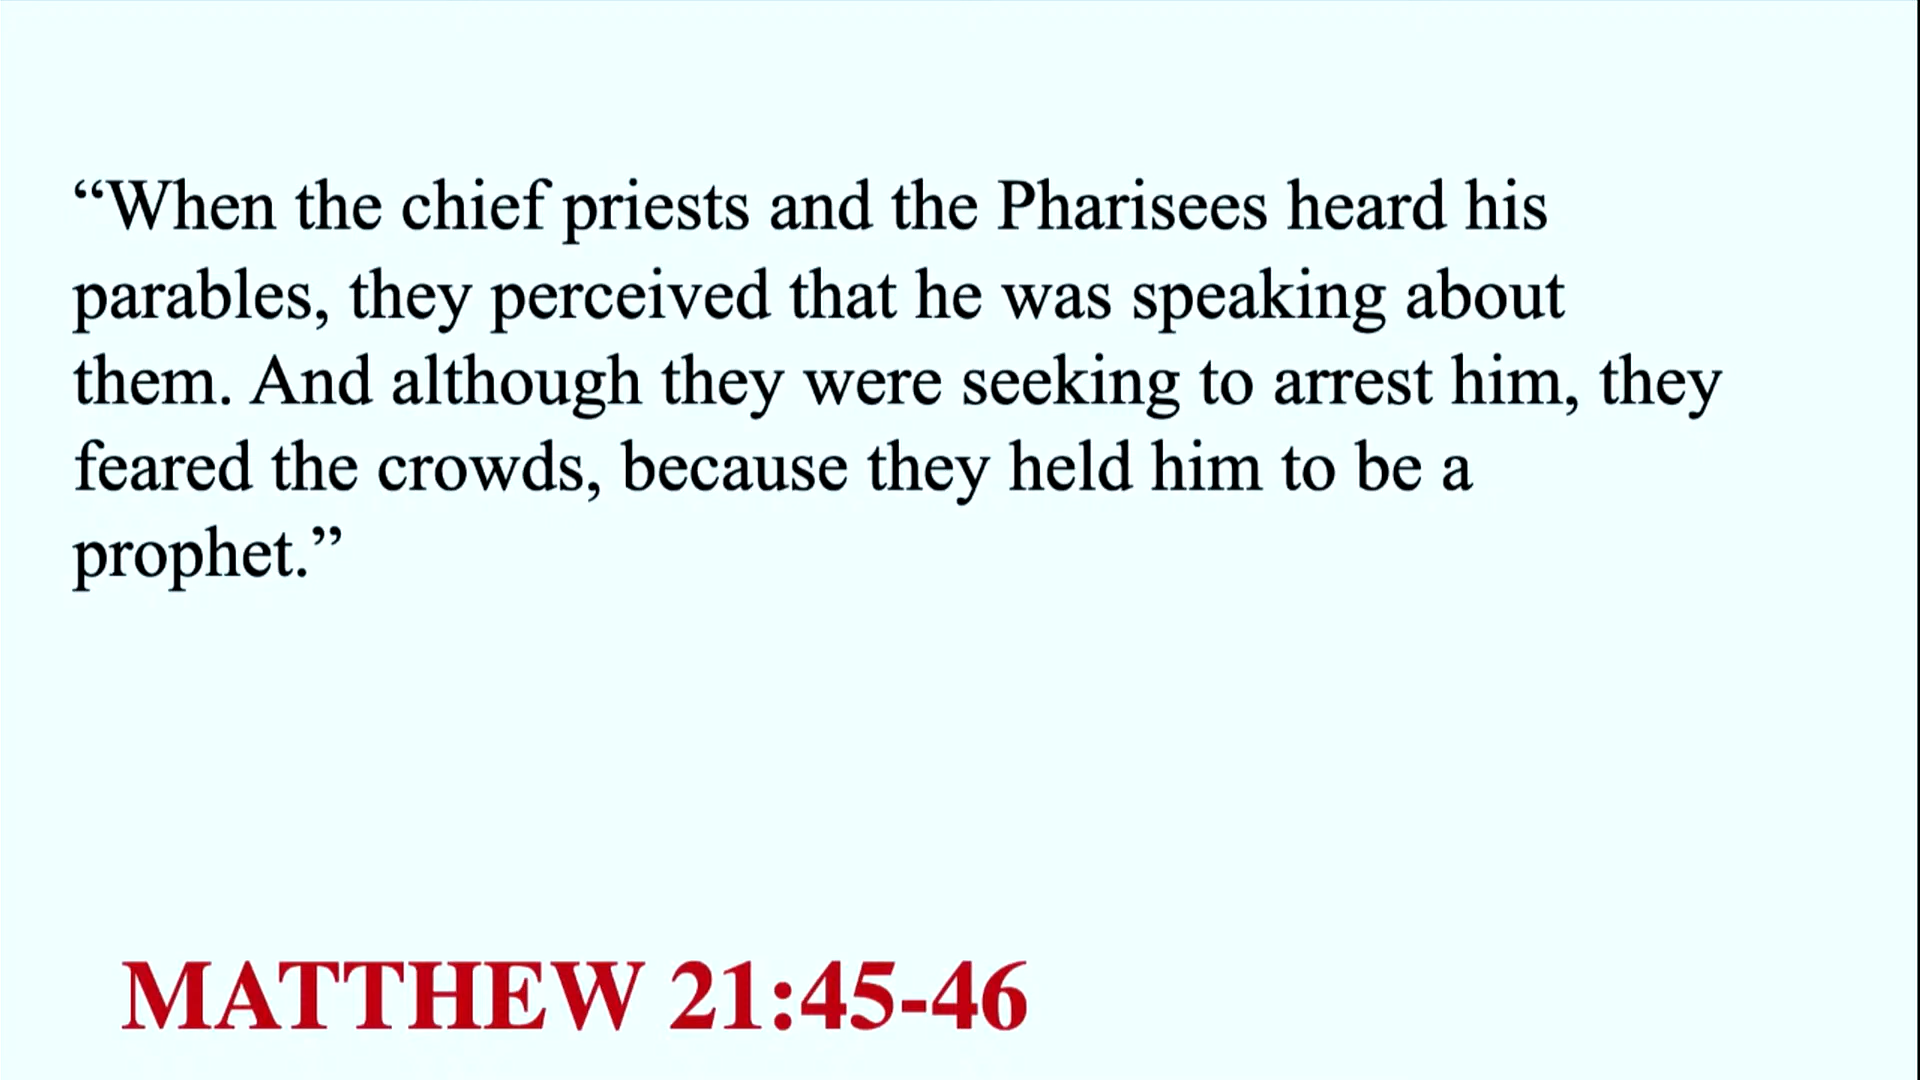 “When the chief priests and the Pharisees heard his
parables, they perceived that he was speaking about
them. And although they were seeking to arrest him, they
feared the crowds, because they held him to be a
prophet.”
MATTHEW 21:45-46